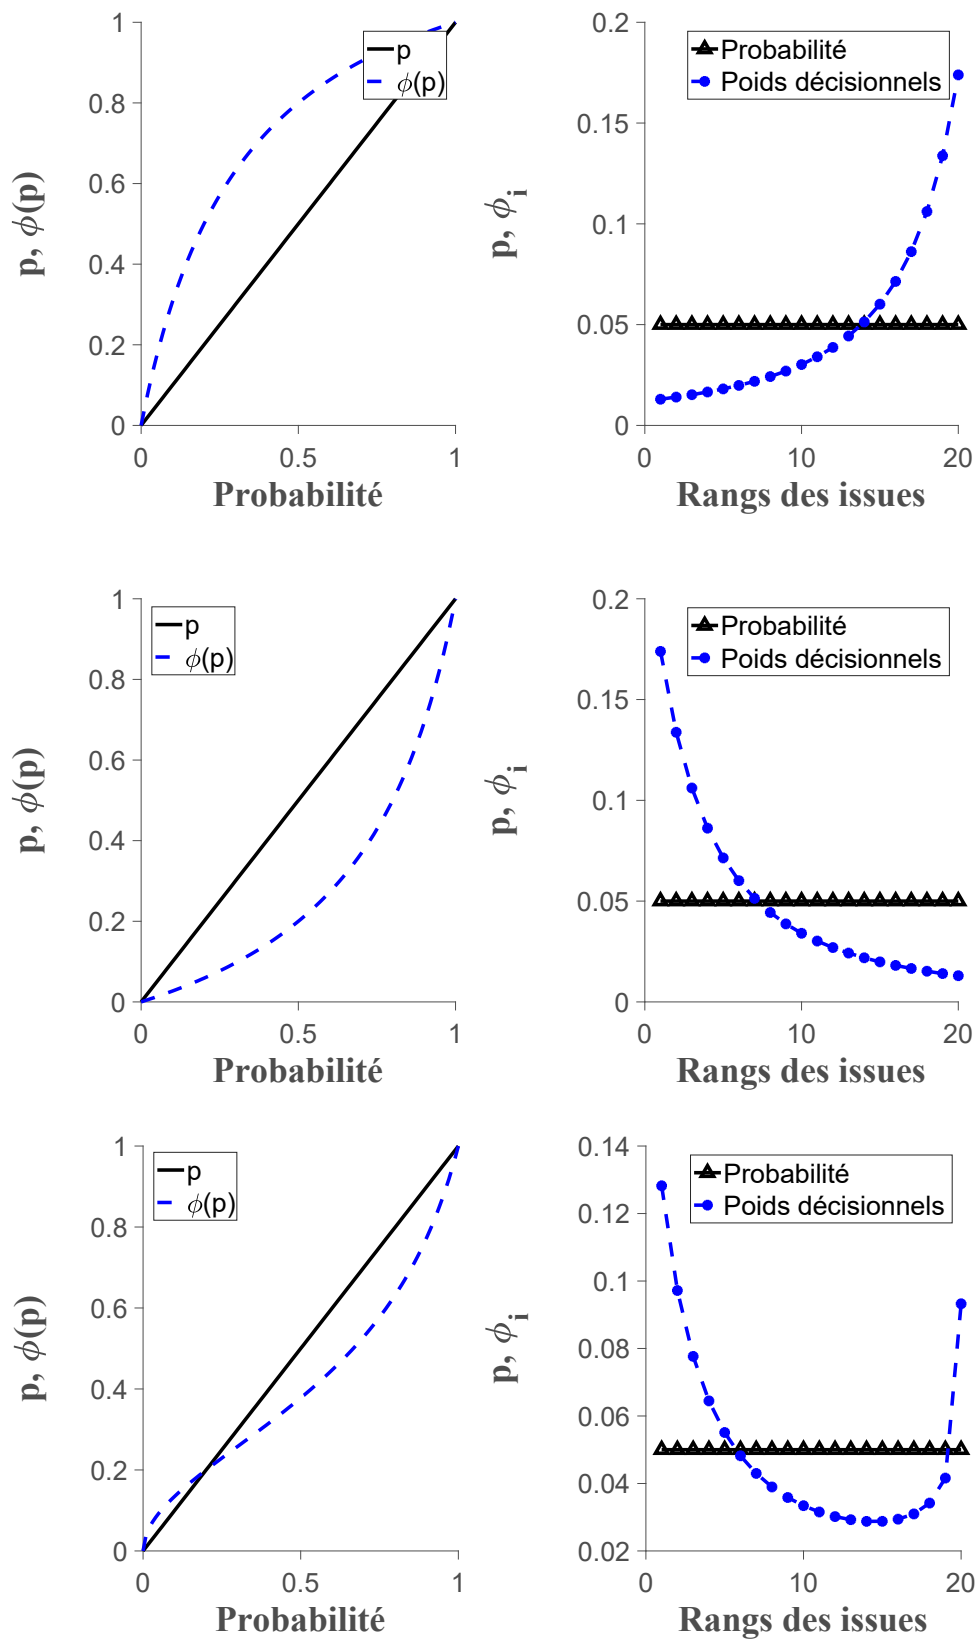 p, ϕ(p)
1
0.8
0.6
0.4
0.2
0
0
0.5
1
Probabilité
p
ϕ(p)
p, ϕi
0.2
0.15
0.1
0.05
0
0
10
20
Rangs des issues
Probabilité
Poids décisionnels
p, ϕ(p)
1
0.8
0.6
0.4
0.2
0
0
0.5
1
Probabilité
p
ϕ(p)
p, ϕi
0.2
0.15
0.1
0.05
0
0
10
20
Rangs des issues
Probabilité
Poids décisionnels
p, ϕ(p)
1
0.8
0.6
0.4
0.2
0
0
0.5
1
Probabilité
p
ϕ(p)
p, ϕi
0.14
0.12
0.1
0.08
0.06
0.04
0.02
0
10
20
Rangs des issues
Probabilité
Poids décisionnels